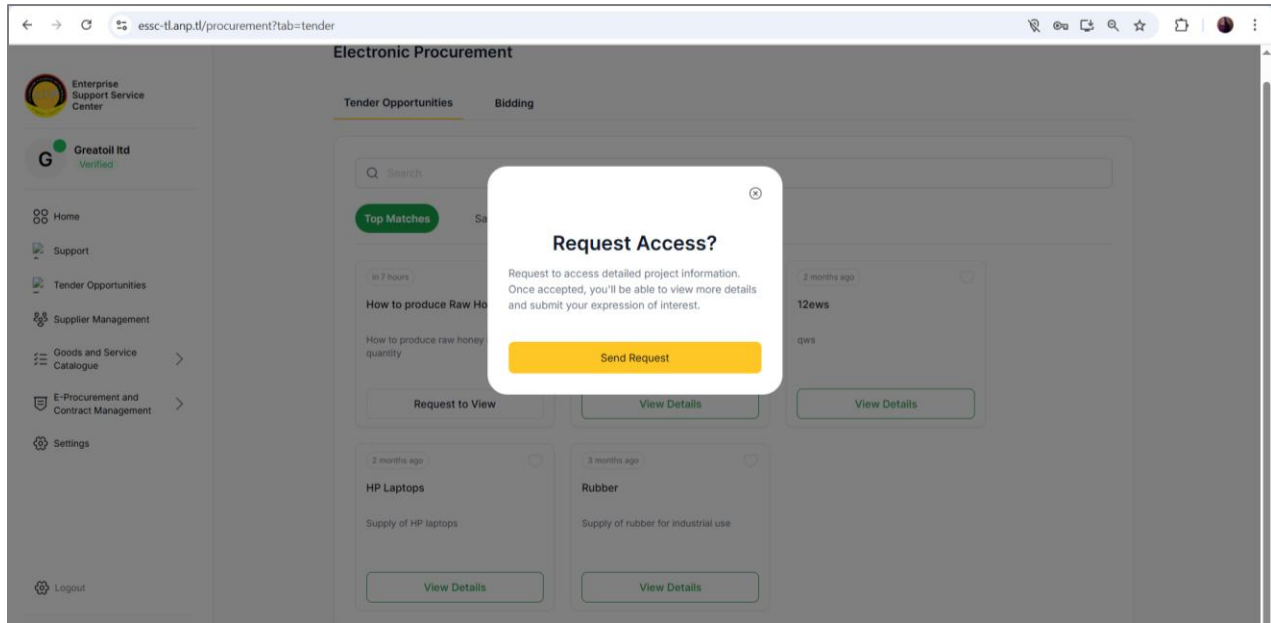 essc-tl.anp.tl/procurement?tab=tender
Enterprise
Support Service
Center
G
Greatoil ltd
Verified
Home
Support
Tender Opportunities
Supplier Management
Goods and Service
Catalogue
E-Procurement and
Contract Management
Settings
Logout
Electronic Procurement
Tender Opportunities Bidding
Search
Top Matches Sa
Request Access?
Request to access detailed project information.
Once accepted, you'll be able to view more details
and submit your expression of interest.
Send Request
in 7 hours
How to produce Raw Ho
How to produce raw honey
quantity
Request to View
View Details
2 months ago
12ews
qws
View Details
2 months ago
HP Laptops
Supply of HP laptops
View Details
3 months ago
Rubber
Supply of rubber for industrial use
View Details